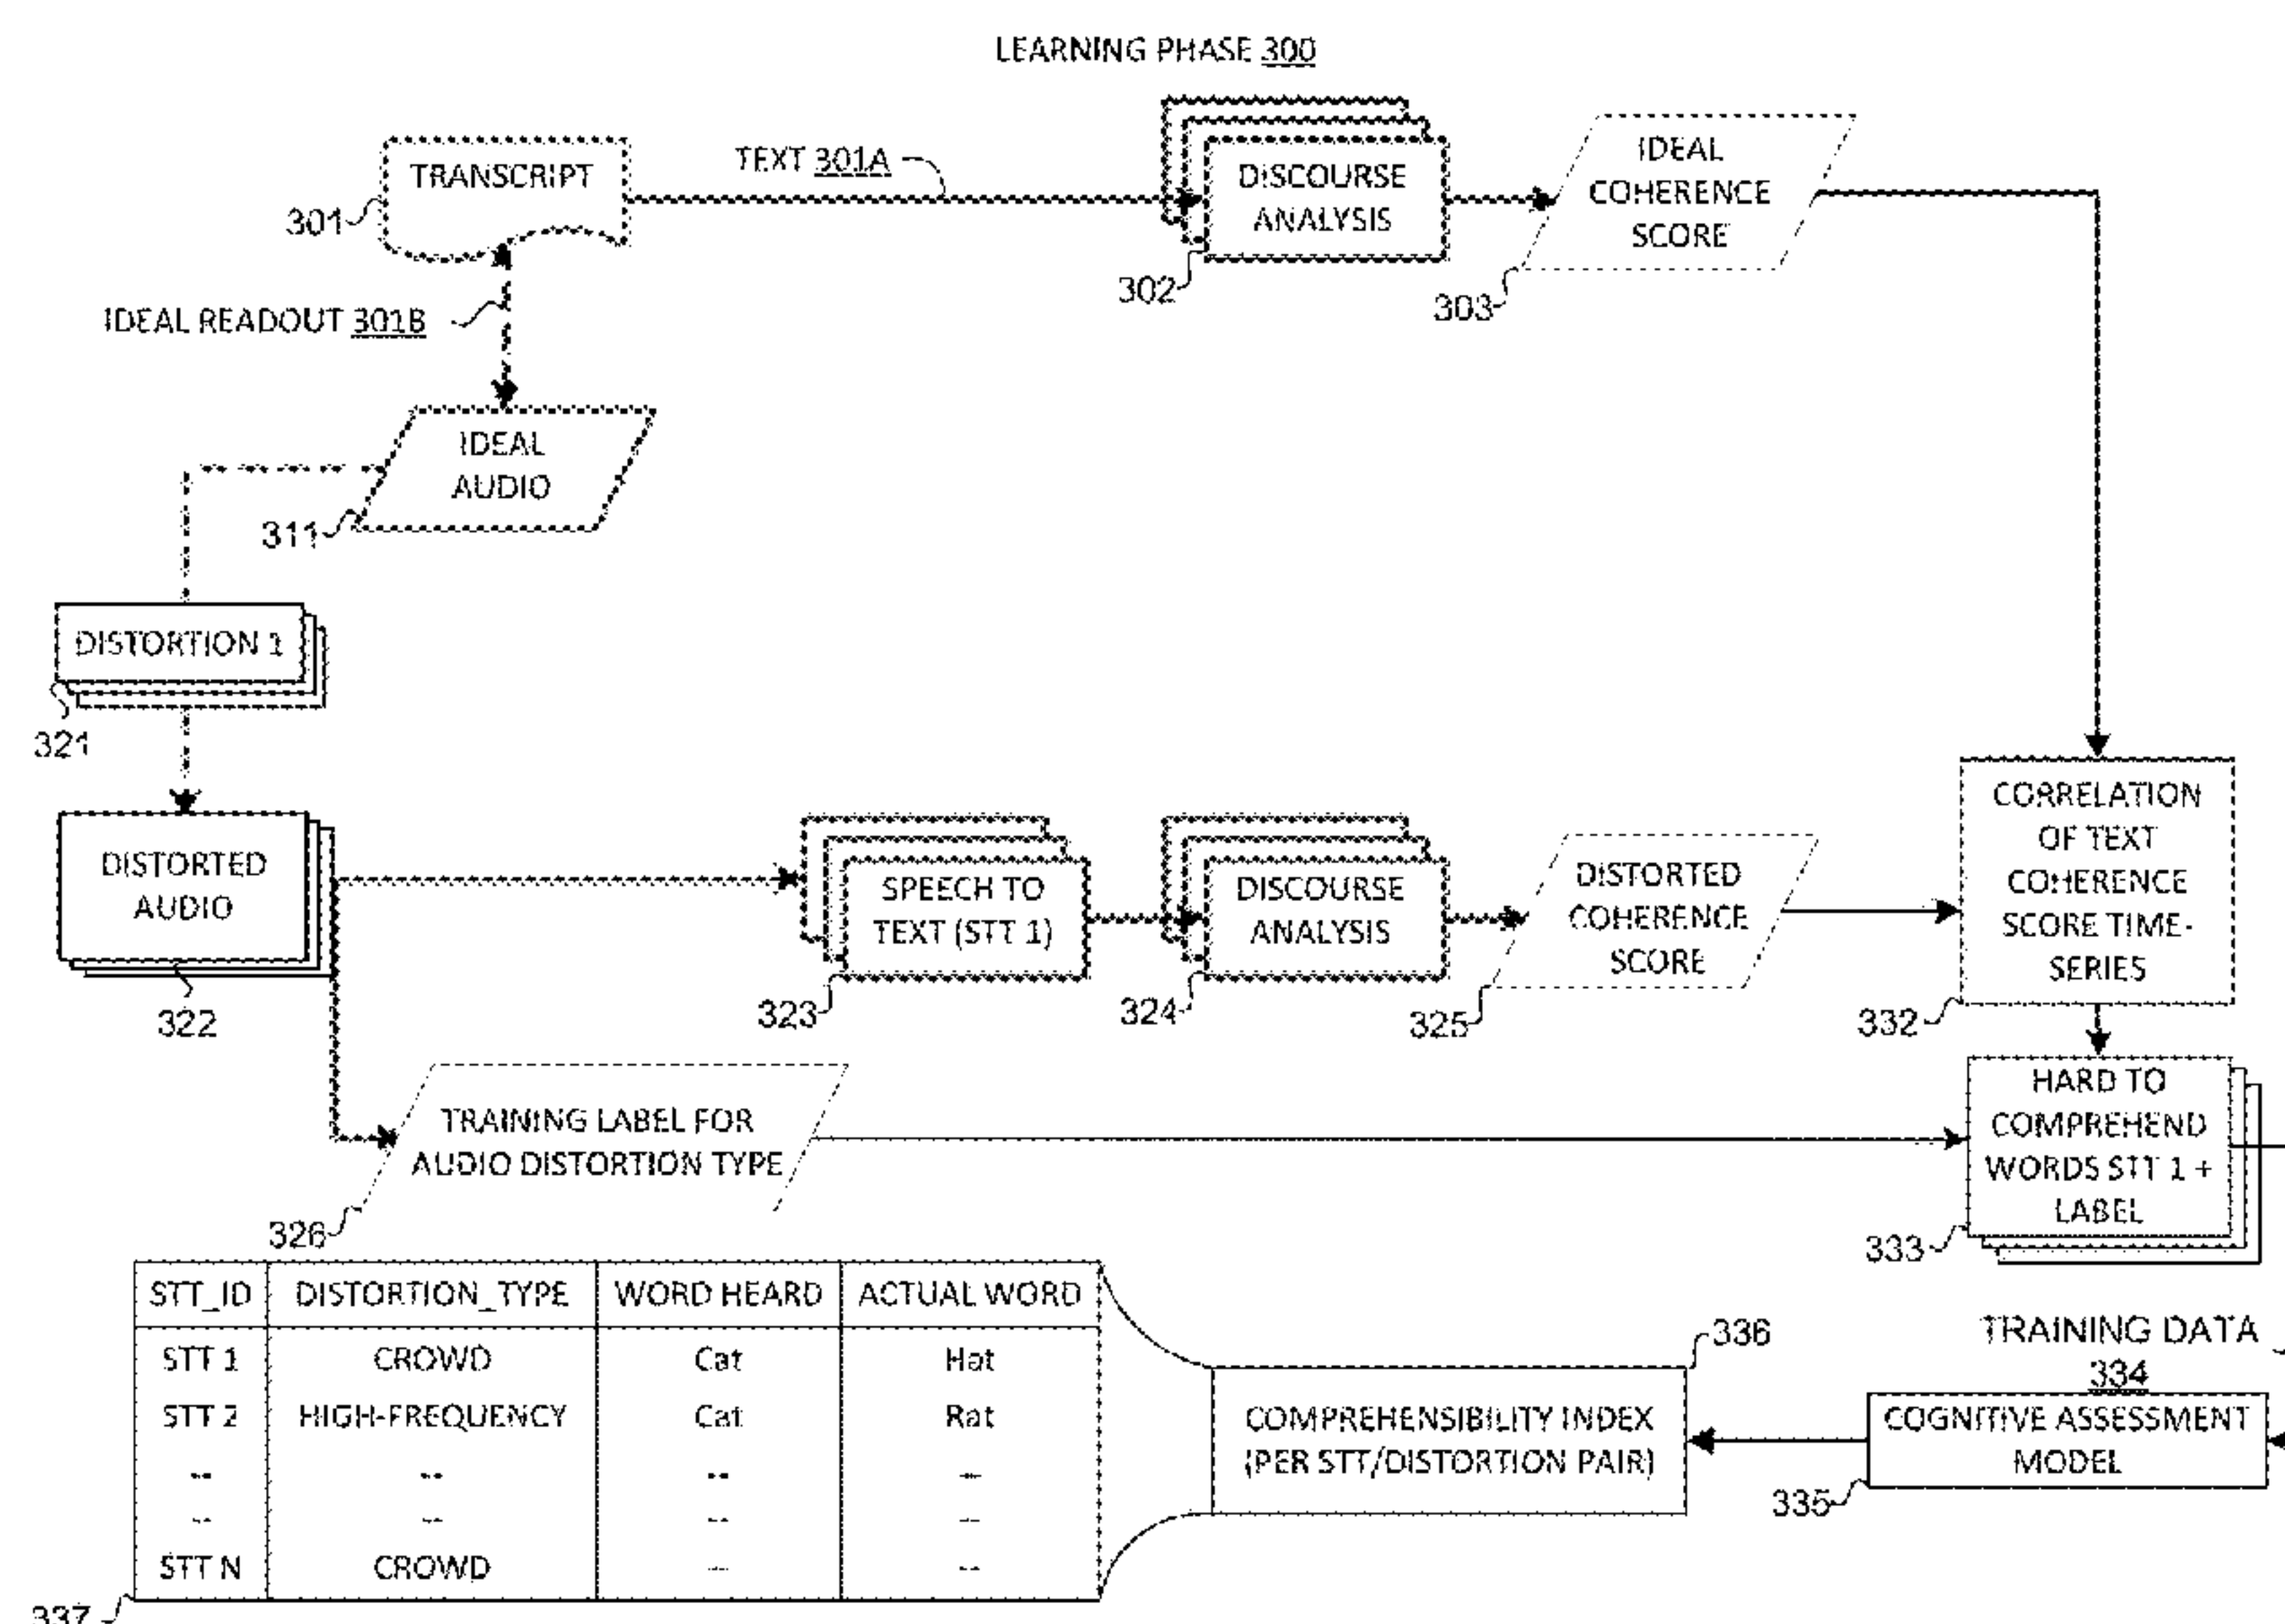 LEARNING PHASE 300
TRANSCRIPT
301
TEXT 301A
DISCOURSE
ANALYSIS
302
IDEAL
COHERENCE
SCORE
303
IDEAL READOUT 301B
IDEAL
AUDIO
311
DISTORTION 1
321
DISTORTED
AUDIO
322
SPEECH TO
TEXT (STT 1)
323
DISCOURSE
ANALYSIS
324
DISTORTED
COHERENCE
SCORE
325
CORRELATION
OF TEXT
COHERENCE
SCORE TIME-
SERIES
332
TRAINING LABEL FOR
AUDIO DISTORTION TYPE
326
HARD TO
COMPREHEND
WORDS STT 1 +
LABEL
333
STT_ID DISTORTION_TYPE WORD HEARD ACTUAL WORD
STT 1 CROWD Cat Hat
STT 2 HIGH-FREQUENCY Cat Rat
-- -- -- --
-- -- -- --
STT N CROWD -- --
337
336
COMPREHENSIBILITY INDEX
(PER STT/DISTORTION PAIR)
TRAINING DATA
334
COGNITIVE ASSESSMENT
MODEL
335